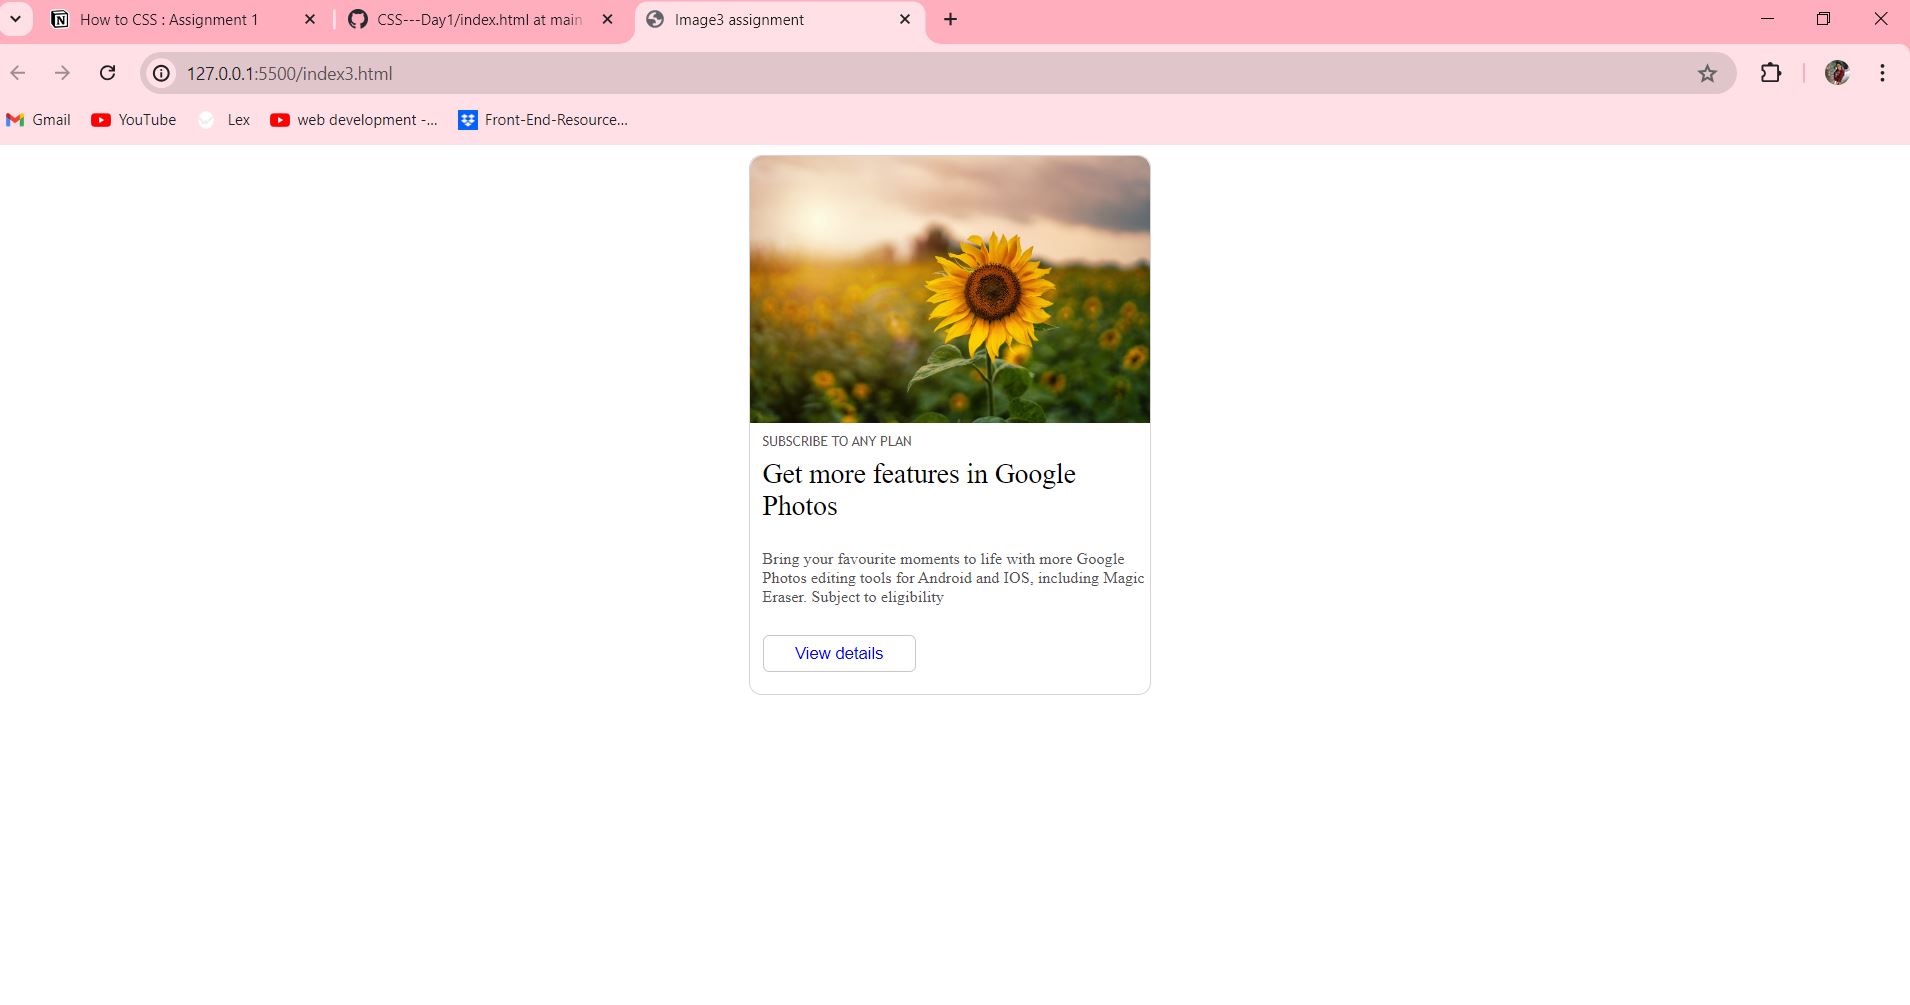 How to CSS : Assignment 1
CSS---Day1/index.html at main
Image3 assignment
127.0.0.1:5500/index3.html
Gmail
YouTube
Lex
web development -...
Front-End-Resource...
SUBSCRIBE TO ANY PLAN
Get more features in Google
Photos
Bring your favourite moments to life with more Google
Photos editing tools for Android and IOS, including Magic
Eraser. Subject to eligibility
View details